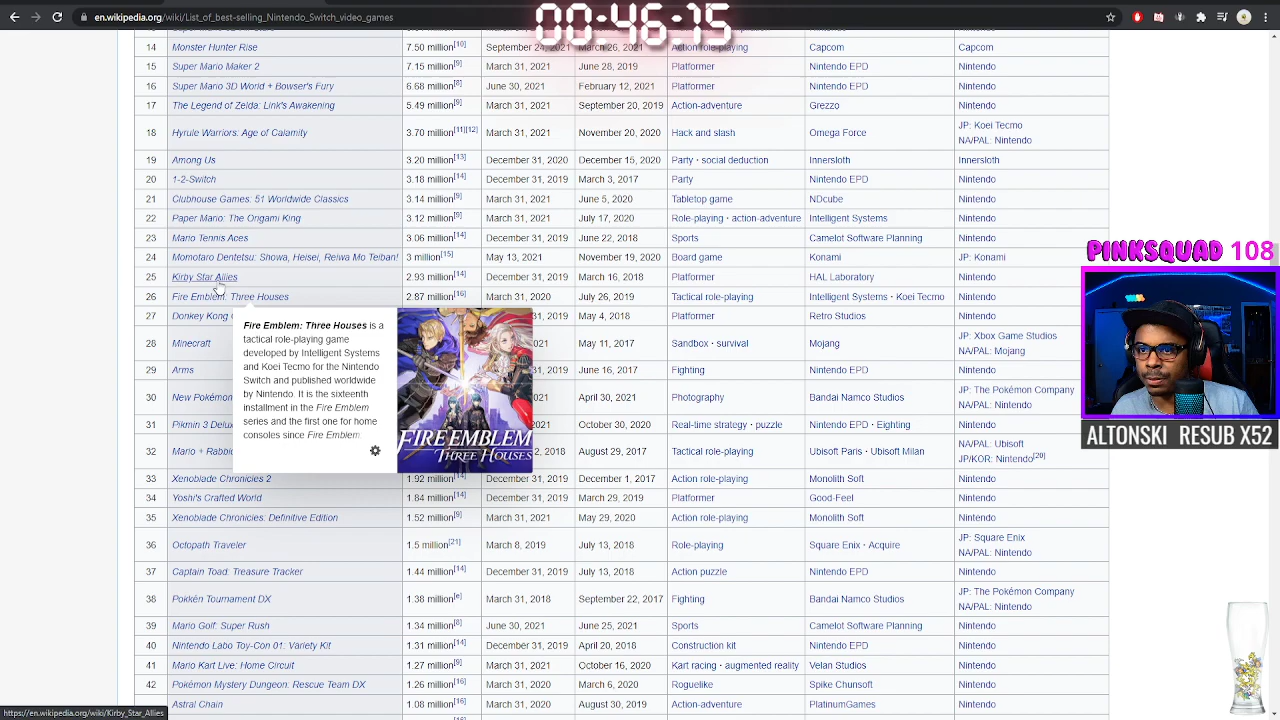 en.wikipedia.org/wiki/List_of_best-selling_Nintendo_Switch_video_games
00:46:15
14 Monster Hunter Rise 7.50 million[10] September 24, 2021 March 26, 2021 Action role-playing Capcom Capcom
15 Super Mario Maker 2 7.15 million[9] March 31, 2021 June 28, 2019 Platformer Nintendo EPD Nintendo
16 Super Mario 3D World + Bowser's Fury 6.68 million[8] June 30, 2021 February 12, 2021 Platformer Nintendo EPD Nintendo
17 The Legend of Zelda: Link's Awakening 5.49 million[9] March 31, 2021 September 20, 2019 Action-adventure Grezzo Nintendo
18 Hyrule Warriors: Age of Calamity 3.70 million[11][12] March 31, 2021 November 20, 2020 Hack and slash Omega Force JP: Koei Tecmo
NA/PAL: Nintendo
19 Among Us 3.20 million[13] December 31, 2020 December 15, 2020 Party · social deduction Innersloth Innersloth
20 1-2-Switch 3.18 million[14] December 31, 2019 March 3, 2017 Party Nintendo EPD Nintendo
21 Clubhouse Games: 51 Worldwide Classics 3.14 million[9] March 31, 2021 June 5, 2020 Tabletop game NDcube Nintendo
22 Paper Mario: The Origami King 3.12 million[9] March 31, 2021 July 17, 2020 Role-playing · action-adventure Intelligent Systems Nintendo
23 Mario Tennis Aces 3.06 million[14] December 31, 2019 June 22, 2018 Sports Camelot Software Planning Nintendo
24 Momotaro Dentetsu: Showa, Heisei, Reiwa Mo Teiban! million[15] May 13, 2021 November 19, 2020 Board game Konami JP: Konami
25 Kirby Star Allies 2.93 million[14] December 31, 2019 March 16, 2018 Platformer HAL Laboratory Nintendo
26 Fire Emblem: Three Houses 2.87 million[16] March 31, 2020 July 26, 2019 Tactical role-playing Intelligent Systems · Koei Tecmo Nintendo
27 Donkey Kong May 4, 2018 Platformer Retro Studios Nintendo
28 Minecraft May 11, 2017 Sandbox · survival Mojang JP: Xbox Game Studios
NA/PAL: Mojang
29 Arms June 16, 2017 Fighting Nintendo EPD Nintendo
30 New Pokémon April 30, 2021 Photography Bandai Namco Studios JP: The Pokémon Company
NA/PAL: Nintendo
31 Pikmin 3 Delux October 30, 2020 Real-time strategy · puzzle Nintendo EPD · Eighting Nintendo
32 Mario + Rabbid August 29, 2017 Tactical role-playing Ubisoft Paris · Ubisoft Milan NA/PAL: Ubisoft
JP/KOR: Nintendo[20]
33 Xenoblade Chronicles 2 1.92 million[14] December 31, 2019 December 1, 2017 Action role-playing Monolith Soft Nintendo
34 Yoshi's Crafted World 1.84 million[14] December 31, 2019 March 29, 2019 Platformer Good-Feel Nintendo
35 Xenoblade Chronicles: Definitive Edition 1.52 million[9] March 31, 2021 May 29, 2020 Action role-playing Monolith Soft Nintendo
36 Octopath Traveler 1.5 million[21] March 8, 2019 July 13, 2018 Role-playing Square Enix · Acquire JP: Square Enix
NA/PAL: Nintendo
37 Captain Toad: Treasure Tracker 1.44 million[14] December 31, 2019 July 13, 2018 Action puzzle Nintendo EPD Nintendo
38 Pokkén Tournament DX 1.38 million[e] March 31, 2018 September 22, 2017 Fighting Bandai Namco Studios JP: The Pokémon Company
NA/PAL: Nintendo
39 Mario Golf: Super Rush 1.34 million[8] June 30, 2021 June 25, 2021 Sports Camelot Software Planning Nintendo
40 Nintendo Labo Toy-Con 01: Variety Kit 1.31 million[14] December 31, 2019 April 20, 2018 Construction kit Nintendo EPD Nintendo
41 Mario Kart Live: Home Circuit 1.27 million[9] March 31, 2021 October 16, 2020 Kart racing · augmented reality Velan Studios Nintendo
42 Pokémon Mystery Dungeon: Rescue Team DX 1.26 million[16] March 31, 2020 March 6, 2020 Roguelike Spike Chunsoft Nintendo
Astral Chain 1.08 million[16] March 31, 2020 August 30, 2019 Action-adventure PlatinumGames Nintendo
Fire Emblem: Three Houses is a
tactical role-playing game
developed by Intelligent Systems
and Koei Tecmo for the Nintendo
Switch and published worldwide
by Nintendo. It is the sixteenth
installment in the Fire Emblem
series and the first one for home
consoles since Fire Emblem:
FIRE EMBLEM
THREE HOUSES
PINKSQUAD 108
ALTONSKI RESUB X52
https://en.wikipedia.org/wiki/Kirby_Star_Allies